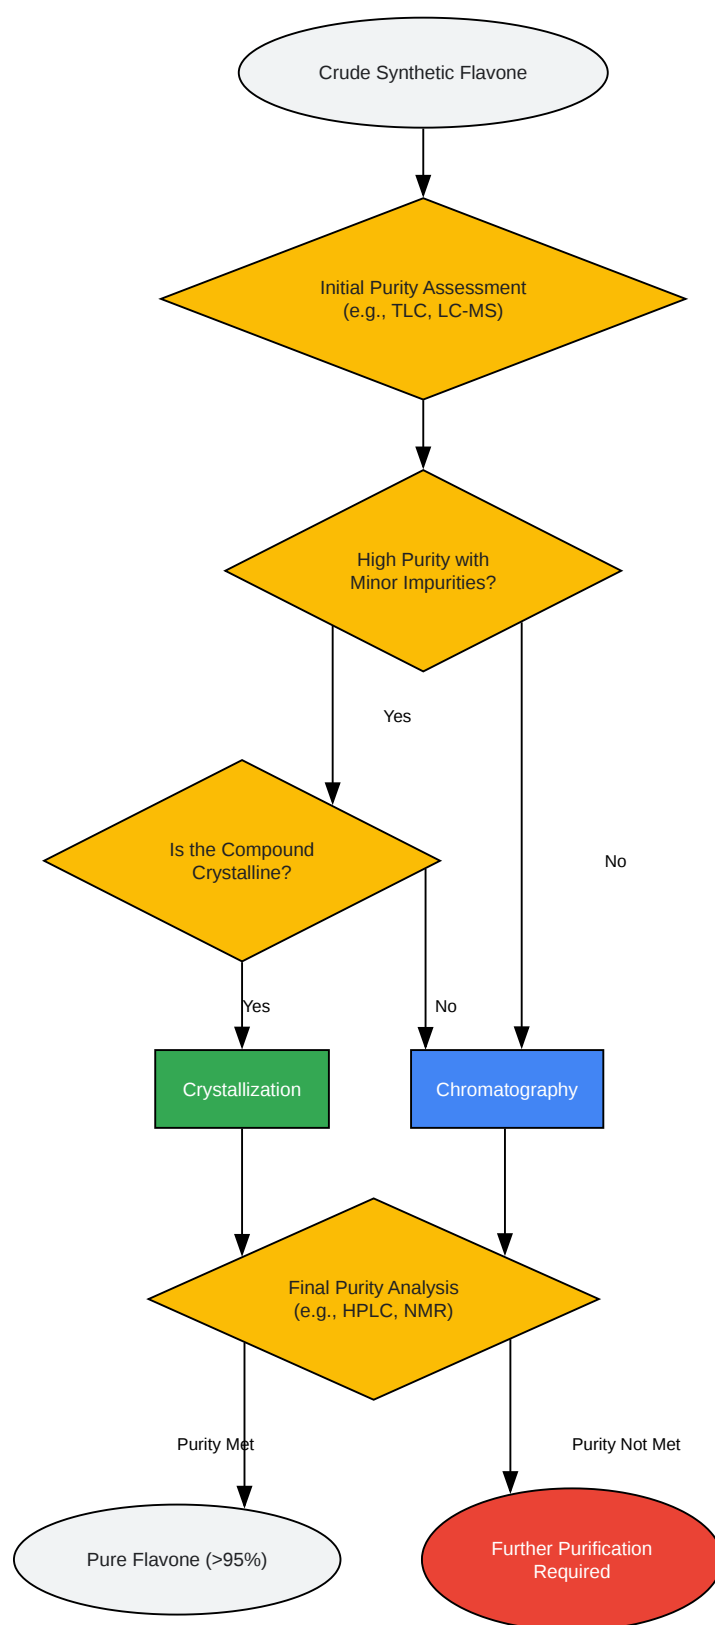 Crude Synthetic Flavone
Initial Purity Assessment
(e.g., TLC, LC-MS)
High Purity with
Minor Impurities?
Yes
Is the Compound
Crystalline?
No
Yes
No
Crystallization
Chromatography
Final Purity Analysis
(e.g., HPLC, NMR)
Purity Met
Purity Not Met
Pure Flavone (>95%)
Further Purification
Required